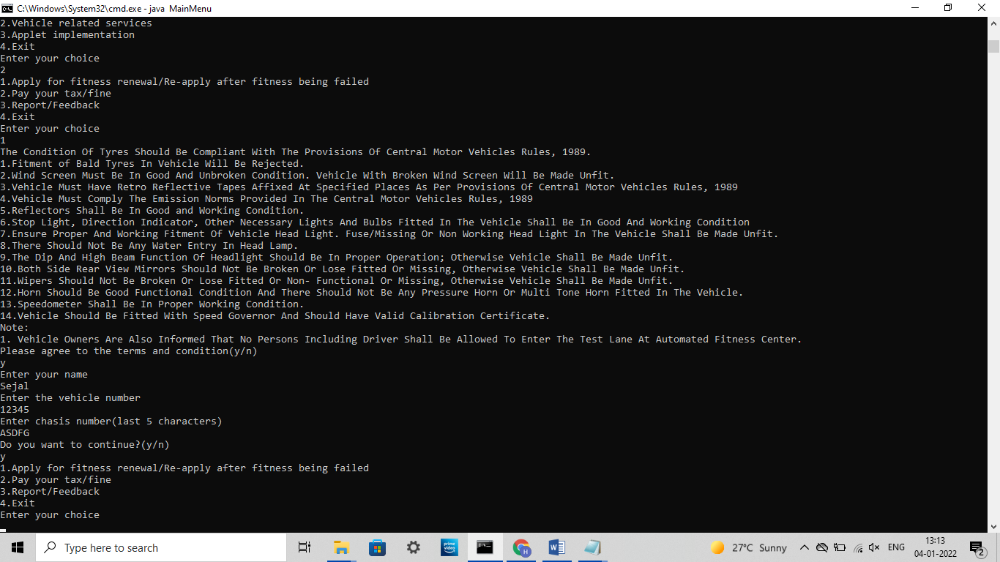 C:\Windows\System32\cmd.exe - java  MainMenu
2.Vehicle related services
3.Applet implementation
4.Exit
Enter your choice
2
1.Apply for fitness renewal/Re-apply after fitness being failed
2.Pay your tax/fine
3.Report/Feedback
4.Exit
Enter your choice
1
The Condition Of Tyres Should Be Compliant With The Provisions Of Central Motor Vehicles Rules, 1989.
1.Fitment of Bald Tyres In Vehicle Will Be Rejected.
2.Wind Screen Must Be In Good And Unbroken Condition. Vehicle With Broken Wind Screen Will Be Made Unfit.
3.Vehicle Must Have Retro Reflective Tapes Affixed At Specified Places As Per Provisions Of Central Motor Vehicles Rules, 1989
4.Vehicle Must Comply The Emission Norms Provided In The Central Motor Vehicles Rules, 1989
5.Reflectors Shall Be In Good and Working Condition.
6.Stop Light, Direction Indicator, Other Necessary Lights And Bulbs Fitted In The Vehicle Shall Be In Good And Working Condition
7.Ensure Proper And Working Fitment Of Vehicle Head Light. Fuse/Missing Or Non Working Head Light In The Vehicle Shall Be Made Unfit.
8.There Should Not Be Any Water Entry In Head Lamp.
9.The Dip And High Beam Function Of Headlight Should Be In Proper Operation; Otherwise Vehicle Shall Be Made Unfit.
10.Both Side Rear View Mirrors Should Not Be Broken Or Lose Fitted Or Missing, Otherwise Vehicle Shall Be Made Unfit.
11.Wipers Should Not Be Broken Or Lose Fitted Or Non- Functional Or Missing, Otherwise Vehicle Shall Be Made Unfit.
12.Horn Should Be Good Functional Condition And There Should Not Be Any Pressure Horn Or Multi Tone Horn Fitted In The Vehicle.
13.Speedometer Shall Be In Proper Working Condition.
14.Vehicle Should Be Fitted With Speed Governor And Should Have Valid Calibration Certificate.
Note:
1. Vehicle Owners Are Also Informed That No Persons Including Driver Shall Be Allowed To Enter The Test Lane At Automated Fitness Center.
Please agree to the terms and condition(y/n)
y
Enter your name
Sejal
Enter the vehicle number
12345
Enter chasis number(last 5 characters)
ASDFG
Do you want to continue?(y/n)
y
1.Apply for fitness renewal/Re-apply after fitness being failed
2.Pay your tax/fine
3.Report/Feedback
4.Exit
Enter your choice
Type here to search
prime video
H
W
27°C Sunny
ENG
13:13
04-01-2022
2